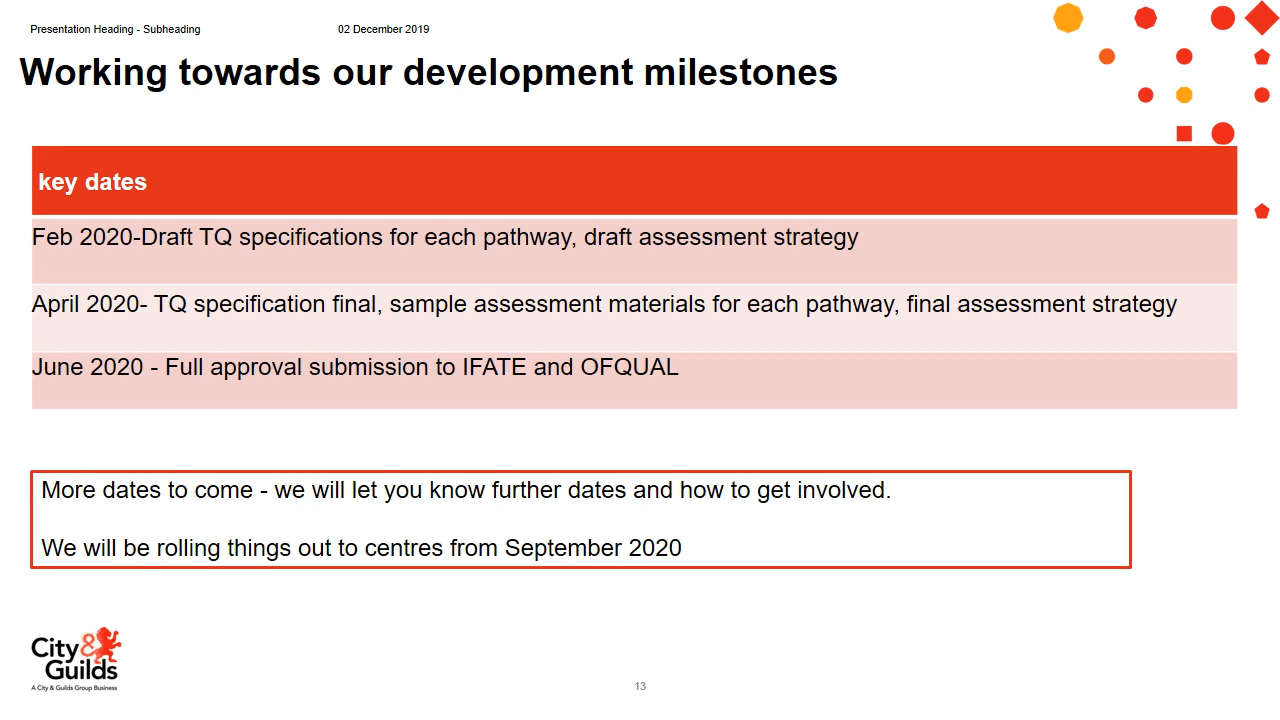 Presentation Heading - Subheading 02 December 2019
Working towards our development milestones
key dates
Feb 2020-Draft TQ specifications for each pathway, draft assessment strategy
April 2020- TQ specification final, sample assessment materials for each pathway, final assessment strategy
June 2020 - Full approval submission to IFATE and OFQUAL
More dates to come - we will let you know further dates and how to get involved.
We will be rolling things out to centres from September 2020
City &
Guilds
A City & Guilds Group Business
13